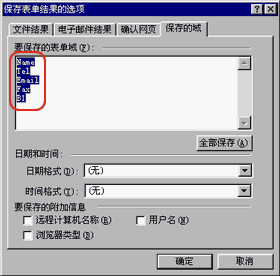 保存表单结果的选项
文件结果 电子邮件结果 确认网页 保存的域
要保存的表单域(F):
Name
Tel
Email
Fax
B1
全部保存(A)
日期和时间:
日期格式(D): (无)
时间格式(T): (无)
要保存的附加信息
远程计算机名称(R) 用户名(N)
浏览器类型(B)
确定 取消